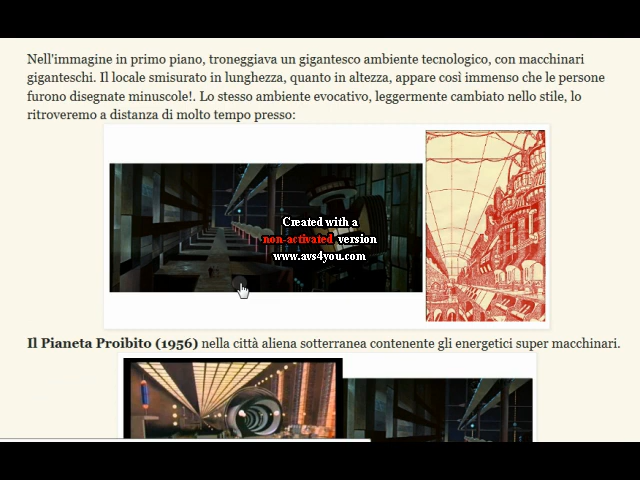 Nell'immagine in primo piano, troneggiava un gigantesco ambiente tecnologico, con macchinari
giganteschi. Il locale smisurato in lunghezza, quanto in altezza, appare così immenso che le persone
furono disegnate minuscole!. Lo stesso ambiente evocativo, leggermente cambiato nello stile, lo
ritroveremo a distanza di molto tempo presso:
Created with a
non-activated version
www.avs4you.com
Il Pianeta Proibito (1956) nella città aliena sotterranea contenente gli energetici super macchinari.